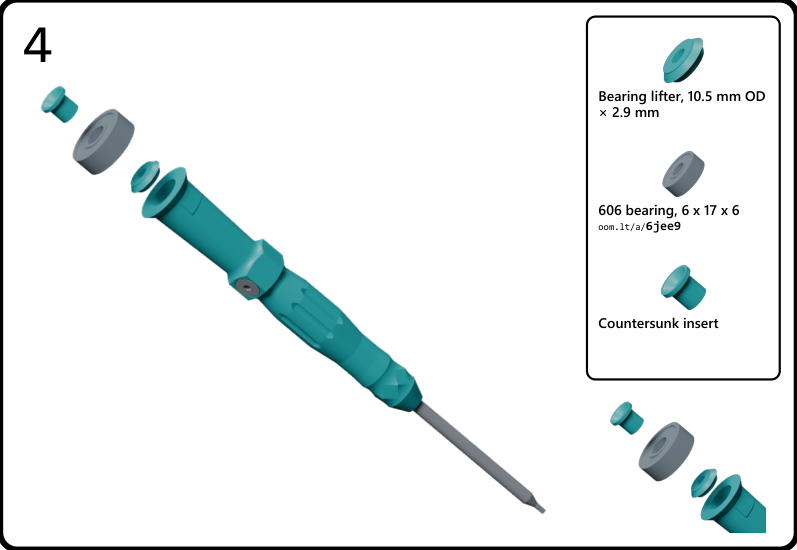 4
Bearing lifter, 10.5 mm OD
× 2.9 mm
606 bearing, 6 x 17 x 6
oom.lt/a/6jee9
Countersunk insert